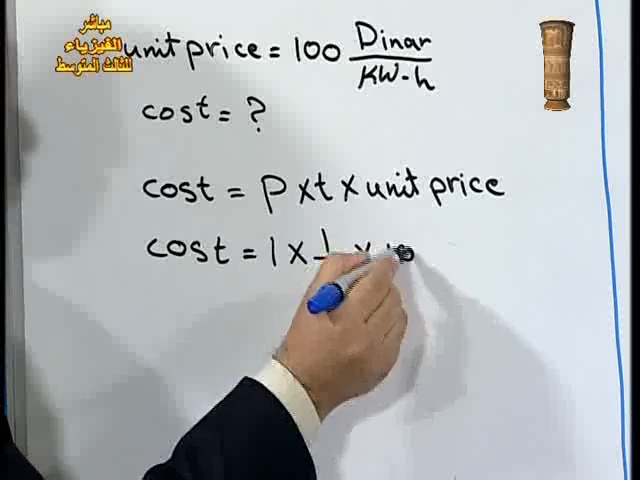 مباشر
الفيزياء
للثالث المتوسط
unit price = 100 Dinar / KW-h
cost = ?
cost = P x t x unit price
cost = 1 x 1